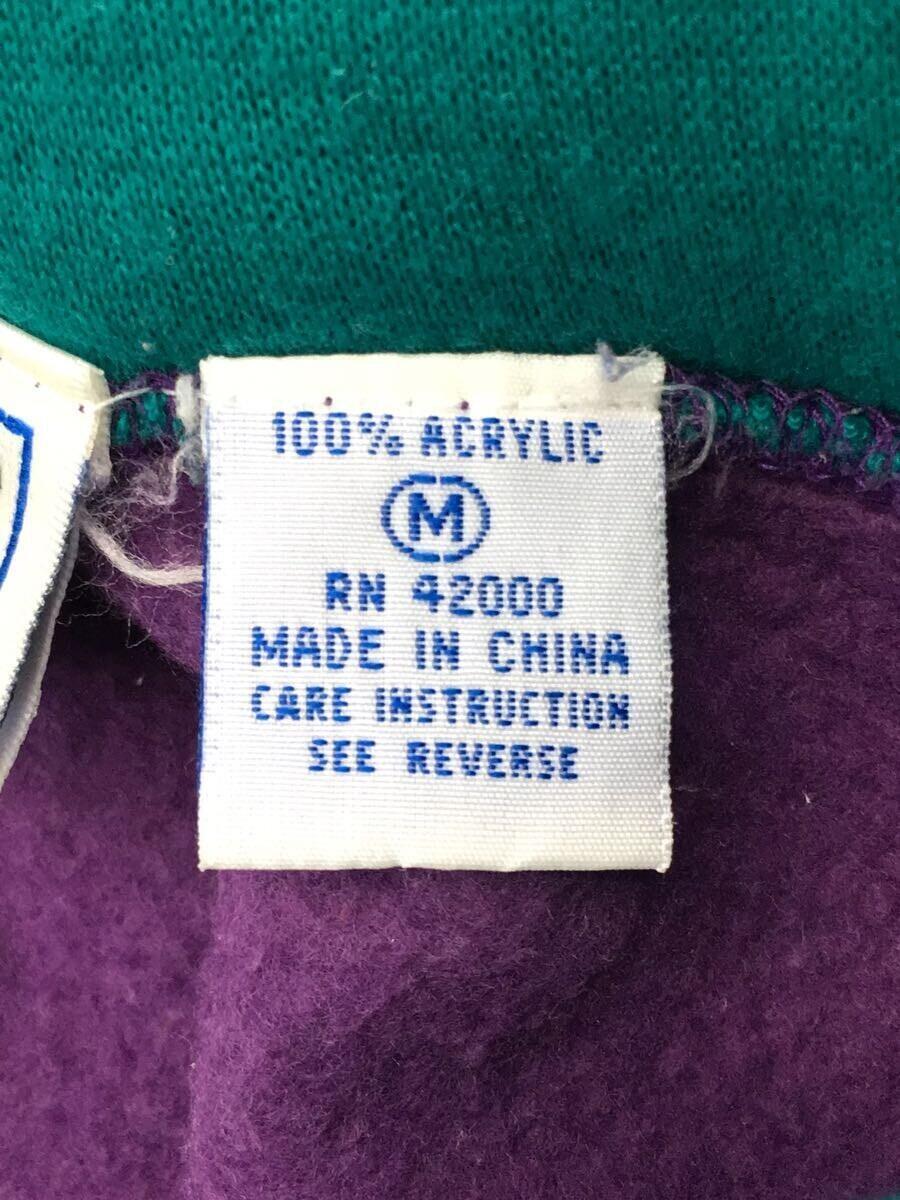 100% ACRYLIC
M
RN 42000
MADE IN CHINA
CARE INSTRUCTION
SEE REVERSE